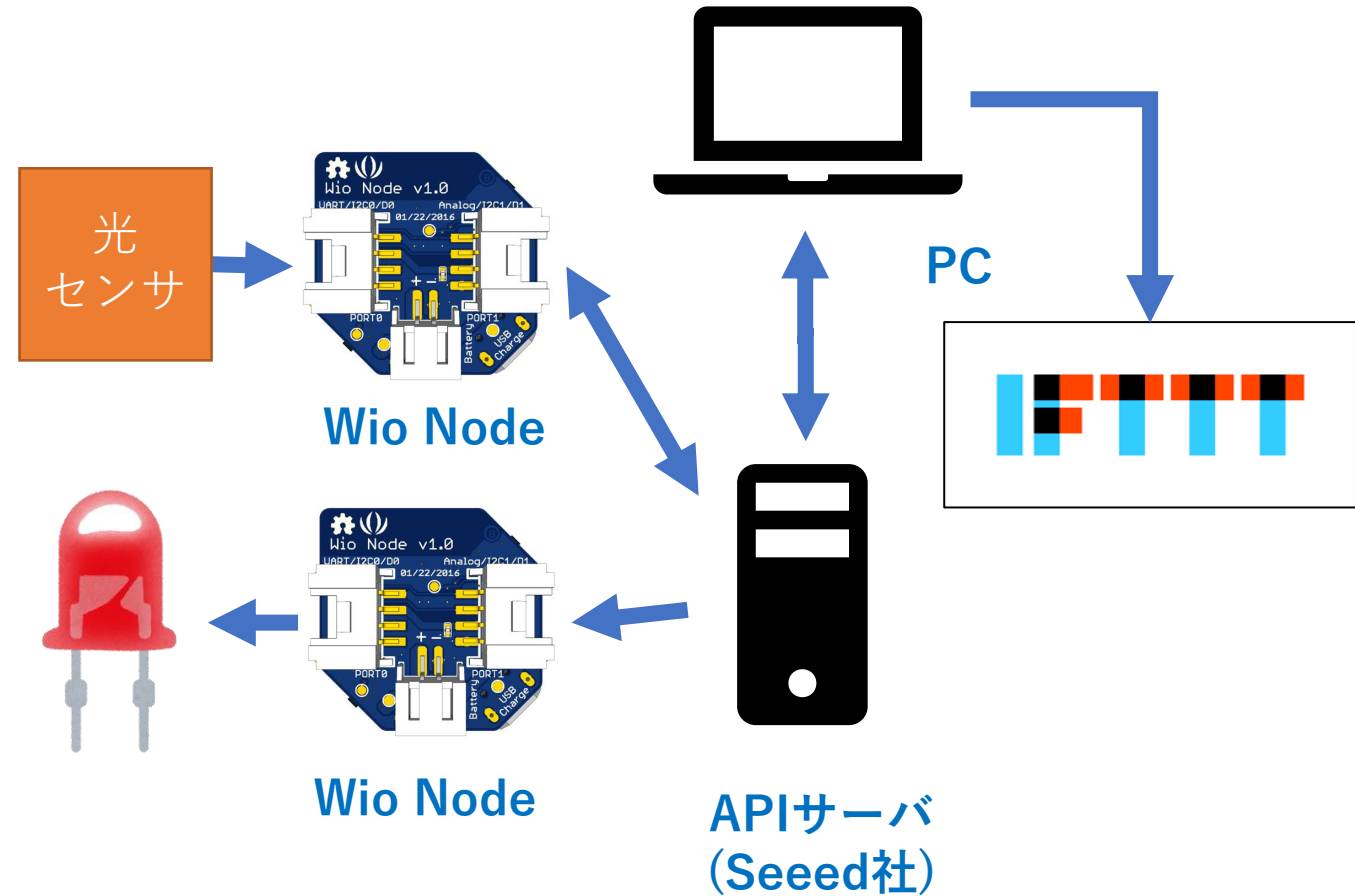 光
センサ
Wio Node v1.0
UART/I2C0/D0
Analog/I2C1/D1
01/22/2016
+ −
PORT0
PORT1
Battery
USB
Charge
Wio Node
PC
IFTTT
Wio Node v1.0
UART/I2C0/D0
Analog/I2C1/D1
01/22/2016
+ −
PORT0
PORT1
Battery
USB
Charge
Wio Node
APIサーバ
(Seeed社)